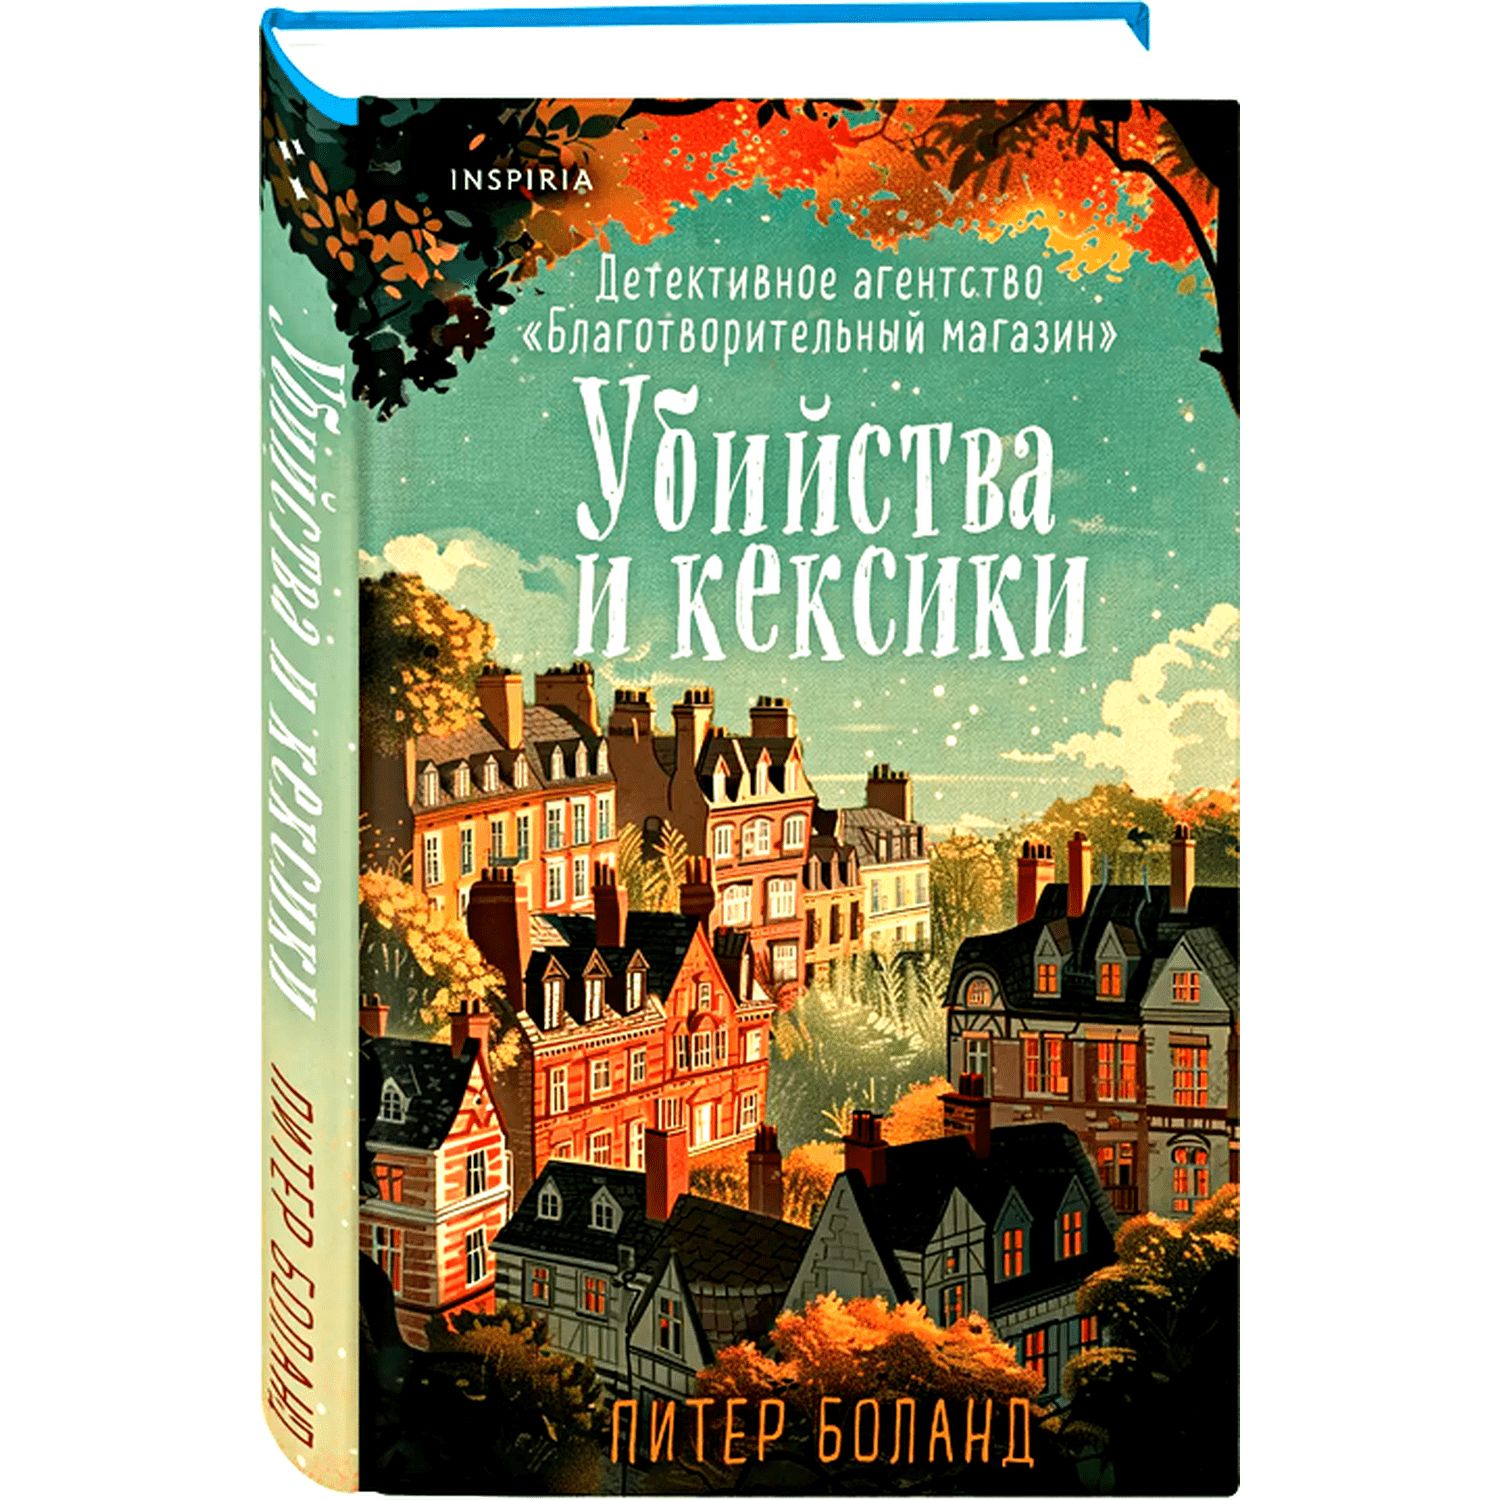 INSPIRIA
Детективное агентство
«Благотворительный магазин»
Убийства
и кексики
ПИТЕР БОЛАНД
Убийства и кексики ПИТЕР БОЛАНД